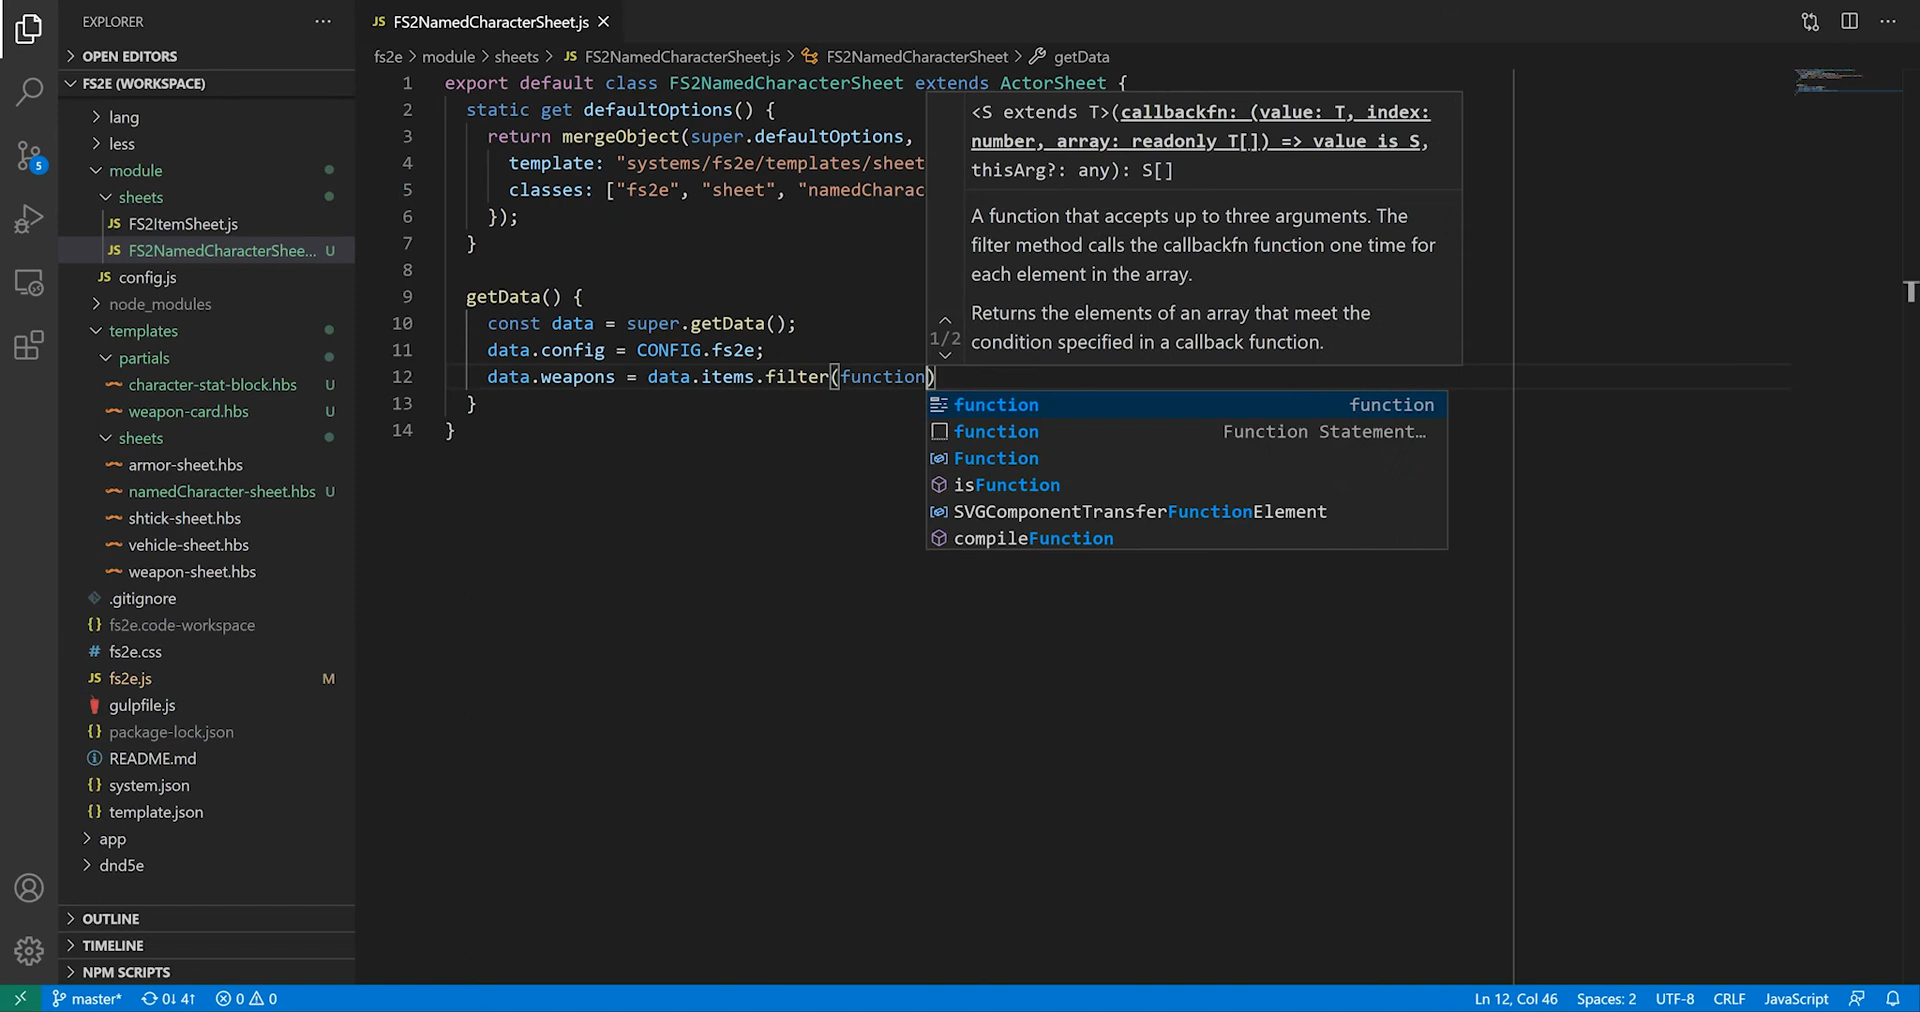 EXPLORER
OPEN EDITORS
FS2E (WORKSPACE)
lang
less
module
sheets
JS FS2ItemSheet.js
JS FS2NamedCharacterShee... U
JS config.js
node_modules
templates
partials
character-stat-block.hbs U
weapon-card.hbs U
sheets
armor-sheet.hbs
namedCharacter-sheet.hbs U
shtick-sheet.hbs
vehicle-sheet.hbs
weapon-sheet.hbs
.gitignore
{} fs2e.code-workspace
# fs2e.css
JS fs2e.js M
gulpfile.js
{} package-lock.json
README.md
{} system.json
{} template.json
app
dnd5e
OUTLINE
TIMELINE
NPM SCRIPTS
5
JS FS2NamedCharacterSheet.js
fs2e > module > sheets > JS FS2NamedCharacterSheet.js > FS2NamedCharacterSheet > getData
1 export default class FS2NamedCharacterSheet extends ActorSheet {
2 static get defaultOptions() {
3 return mergeObject(super.defaultOptions,
4 template: "systems/fs2e/templates/sheet
5 classes: ["fs2e", "sheet", "namedCharac
6 });
7 }
8
9 getData() {
10 const data = super.getData();
11 data.config = CONFIG.fs2e;
12 data.weapons = data.items.filter(function)
13 }
14 }
<S extends T>(callbackfn: (value: T, index:
number, array: readonly T[]) => value is S,
thisArg?: any): S[]
A function that accepts up to three arguments. The
filter method calls the callbackfn function one time for
each element in the array.
Returns the elements of an array that meet the
condition specified in a callback function.
1/2
function function
function Function Statement…
Function
isFunction
SVGComponentTransferFunctionElement
compileFunction
T
master* 0↓ 4↑ 0 0
Ln 12, Col 46 Spaces: 2 UTF-8 CRLF JavaScript